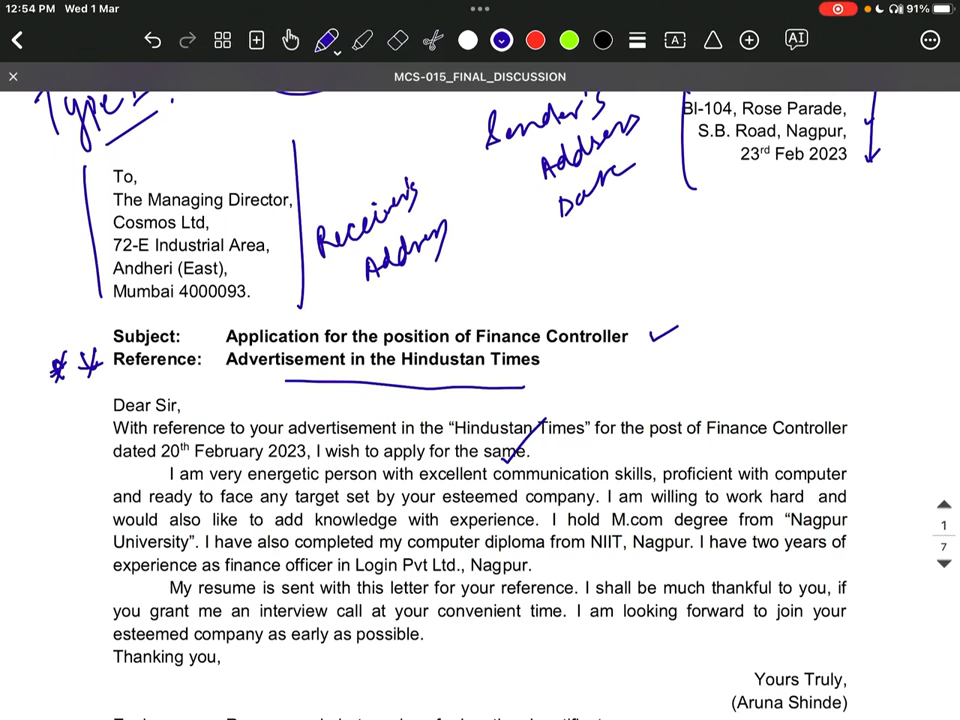 12:54 PM Wed 1 Mar
91%
A
AI
MCS-015_FINAL_DISCUSSION
Type
Sender's
Address
Date
BI-104, Rose Parade,
S.B. Road, Nagpur,
23rd Feb 2023
To,
The Managing Director,
Cosmos Ltd,
72-E Industrial Area,
Andheri (East),
Mumbai 4000093.
Receiver's
Address
Subject: Application for the position of Finance Controller
Reference: Advertisement in the Hindustan Times
Dear Sir,
With reference to your advertisement in the “Hindustan Times” for the post of Finance Controller
dated 20th February 2023, I wish to apply for the same.
I am very energetic person with excellent communication skills, proficient with computer
and ready to face any target set by your esteemed company. I am willing to work hard and
would also like to add knowledge with experience. I hold M.com degree from “Nagpur
University”. I have also completed my computer diploma from NIIT, Nagpur. I have two years of
experience as finance officer in Login Pvt Ltd., Nagpur.
My resume is sent with this letter for your reference. I shall be much thankful to you, if
you grant me an interview call at your convenient time. I am looking forward to join your
esteemed company as early as possible.
Thanking you,
Yours Truly,
(Aruna Shinde)
1
7